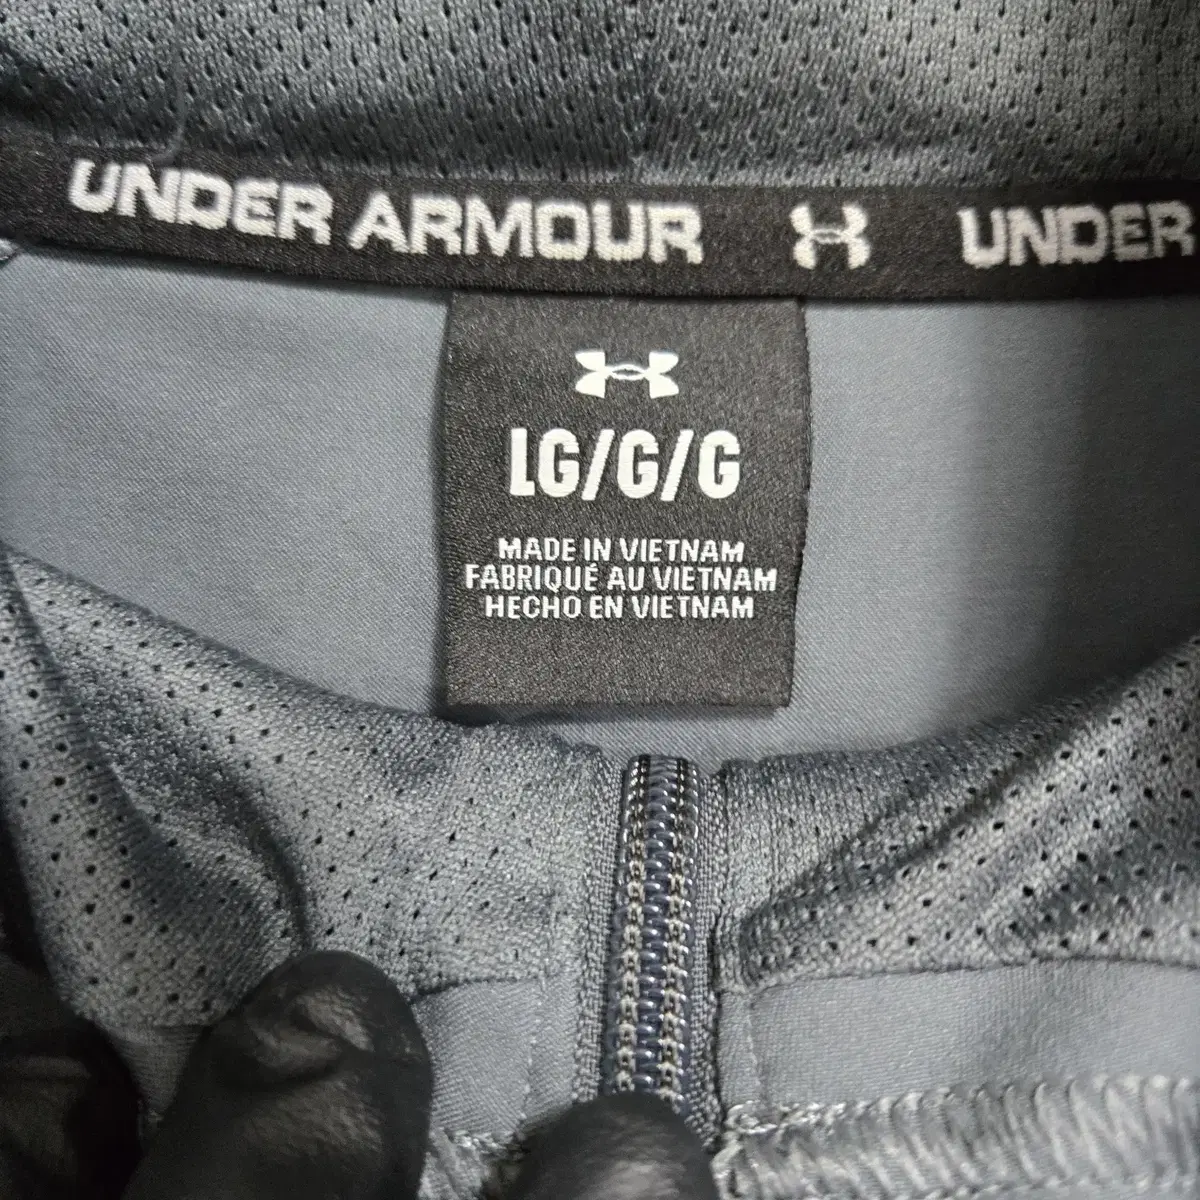 UNDER ARMOUR UNDER
LG/G/G
MADE IN VIETNAM
FABRIQUÉ AU VIETNAM
HECHO EN VIETNAM